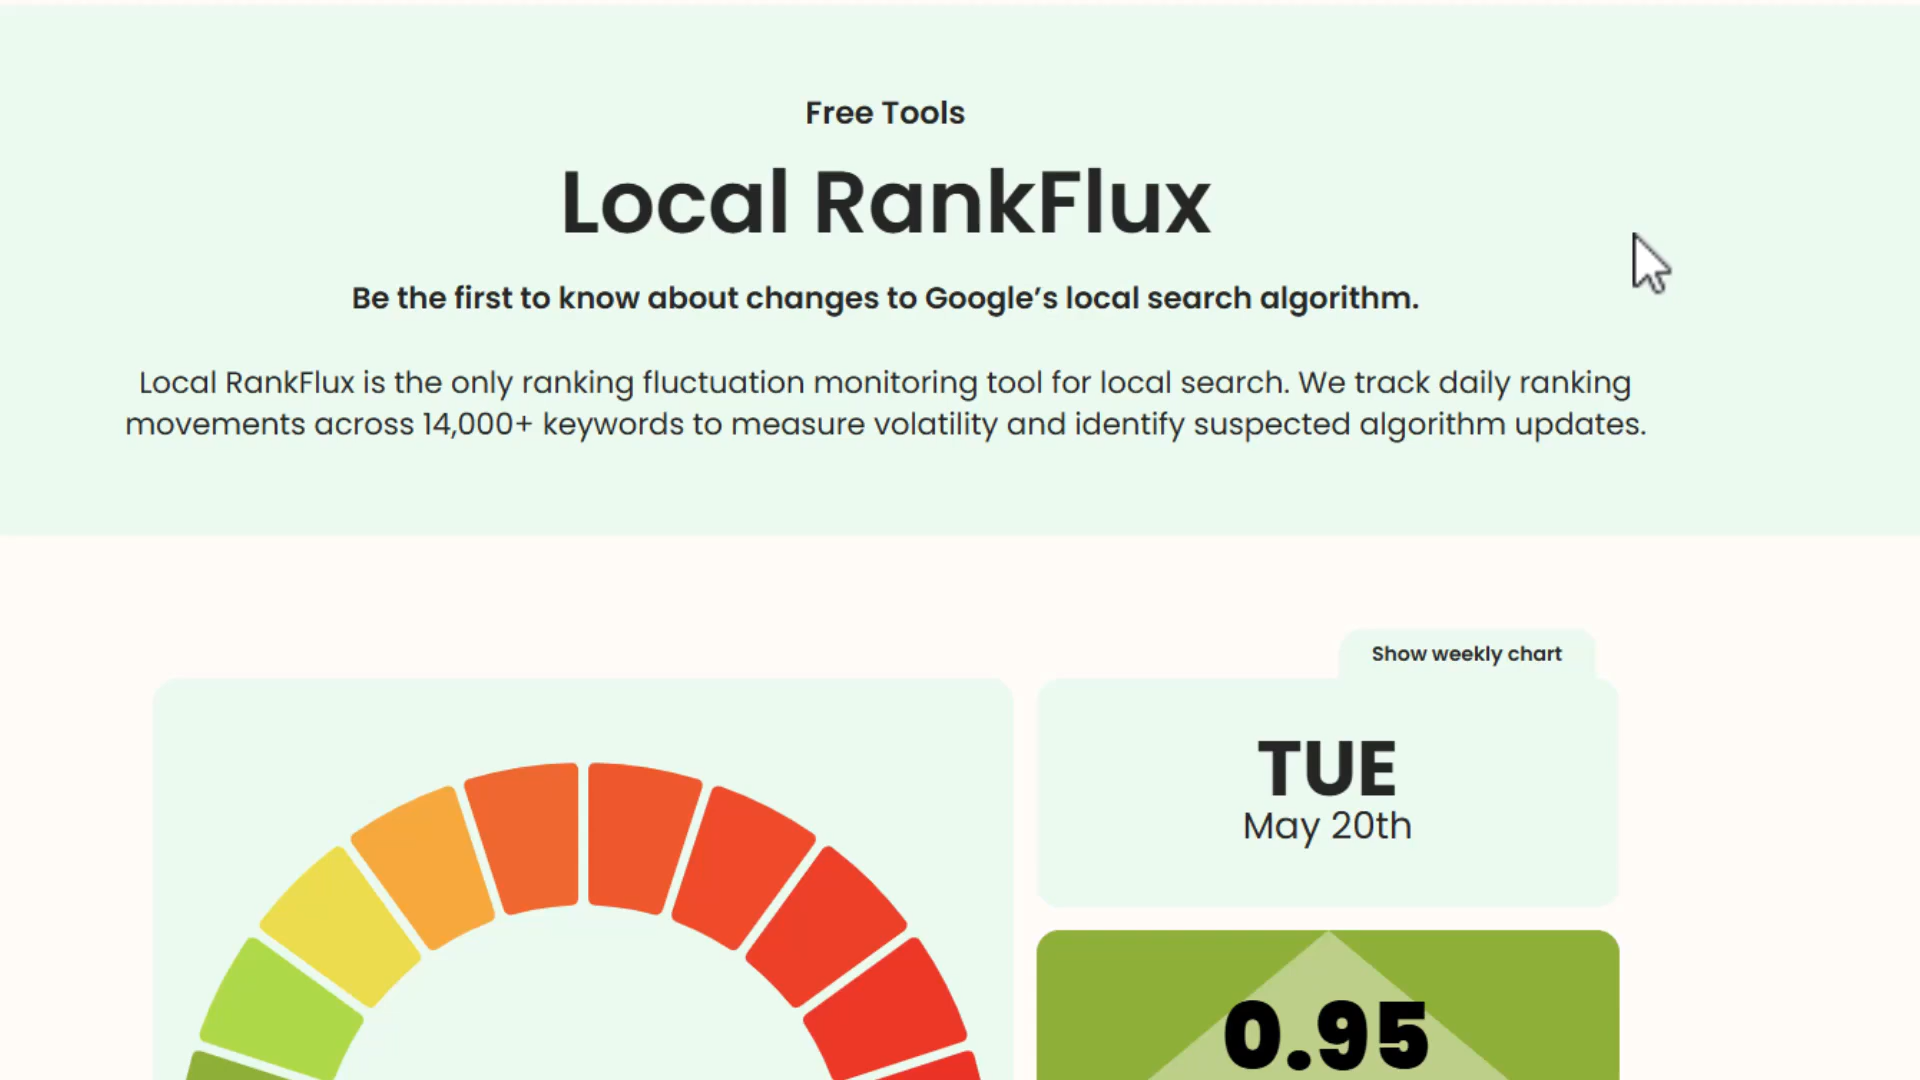 Free Tools
Local RankFlux
Be the first to know about changes to Google’s local search algorithm.
Local RankFlux is the only ranking fluctuation monitoring tool for local search. We track daily ranking
movements across 14,000+ keywords to measure volatility and identify suspected algorithm updates.
Show weekly chart
TUE
May 20th
0.95